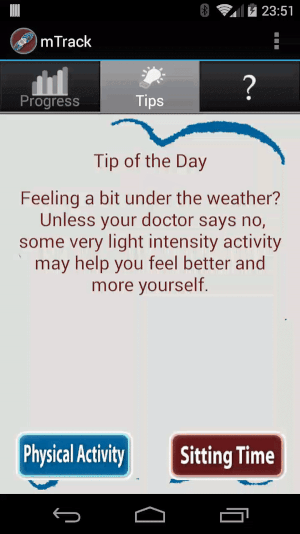 23:51
mTrack
Progress
Tips
?
Tip of the Day
Feeling a bit under the weather?
Unless your doctor says no,
some very light intensity activity
may help you feel better and
more yourself.
Physical Activity
Sitting Time